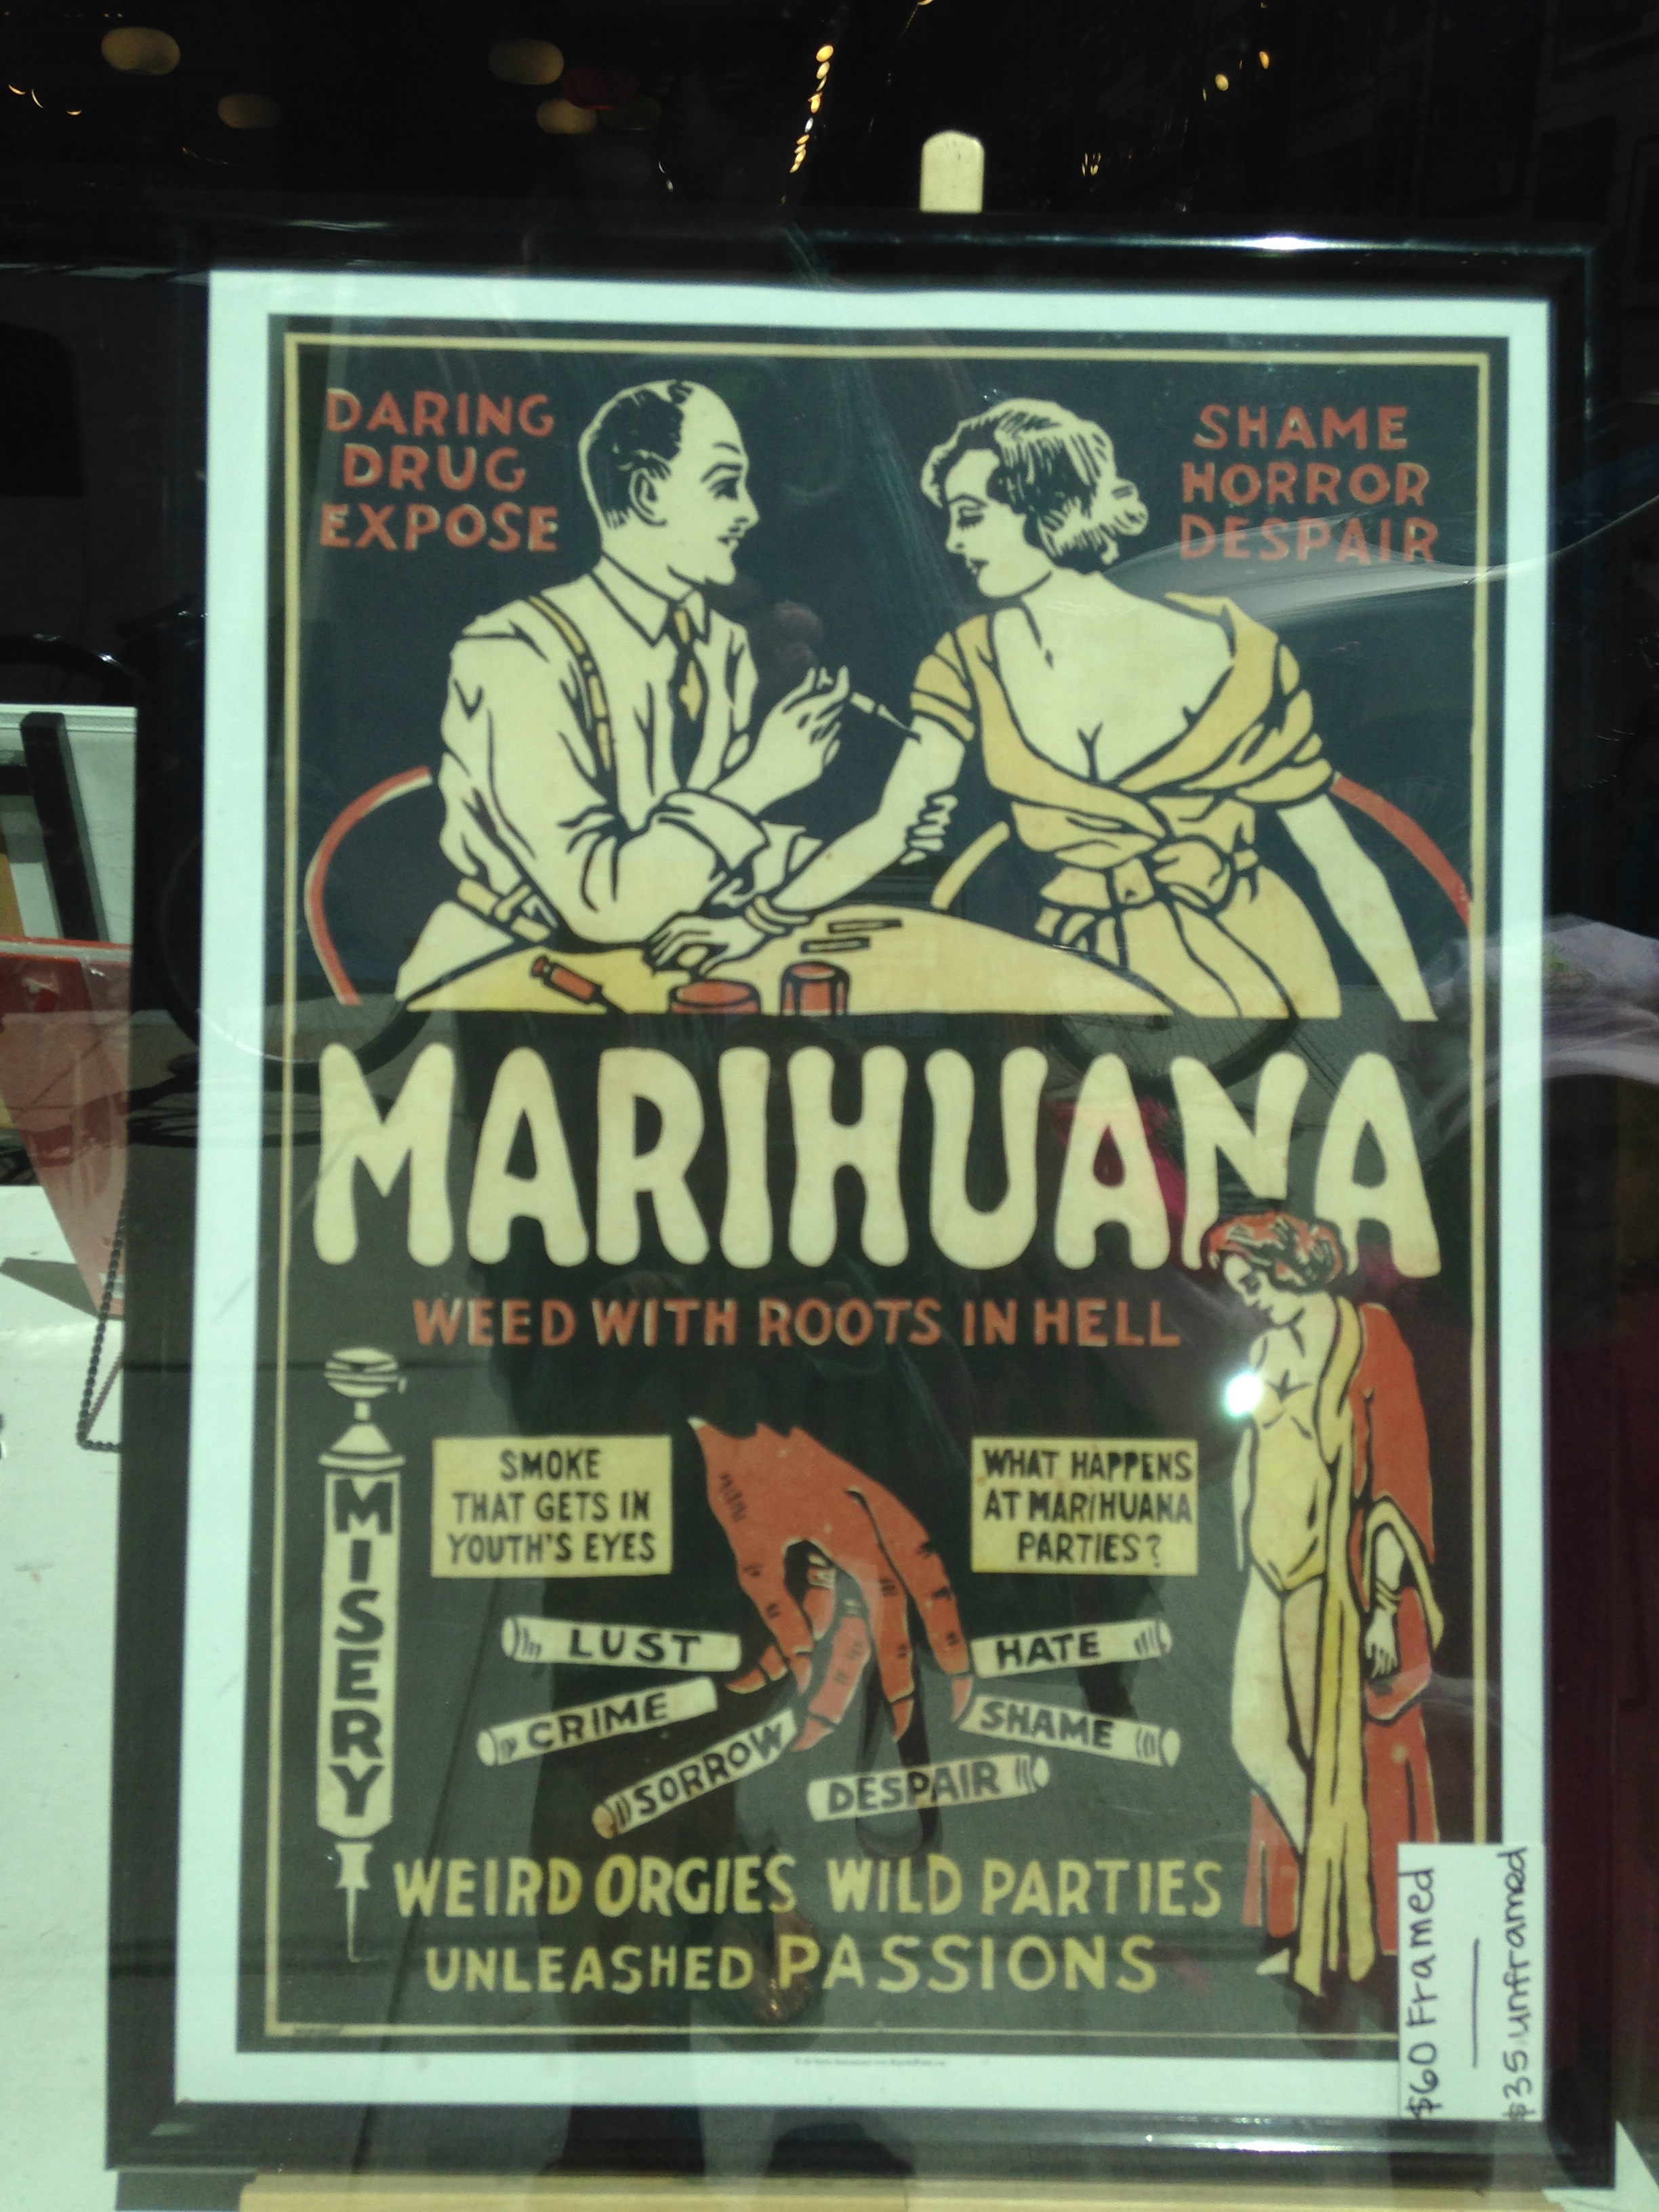 DARING
DRUG
EXPOSE
SHAME
HORROR
DESPAIR
MARIHUANA
WEED WITH ROOTS IN HELL
MISERY
SMOKE
THAT GETS IN
YOUTH'S EYES
WHAT HAPPENS
AT MARIHUANA
PARTIES?
LUST
CRIME
SORROW
HATE
SHAME
DESPAIR
WEIRD ORGIES WILD PARTIES
UNLEASHED PASSIONS
$60 Framed
$35 unframed